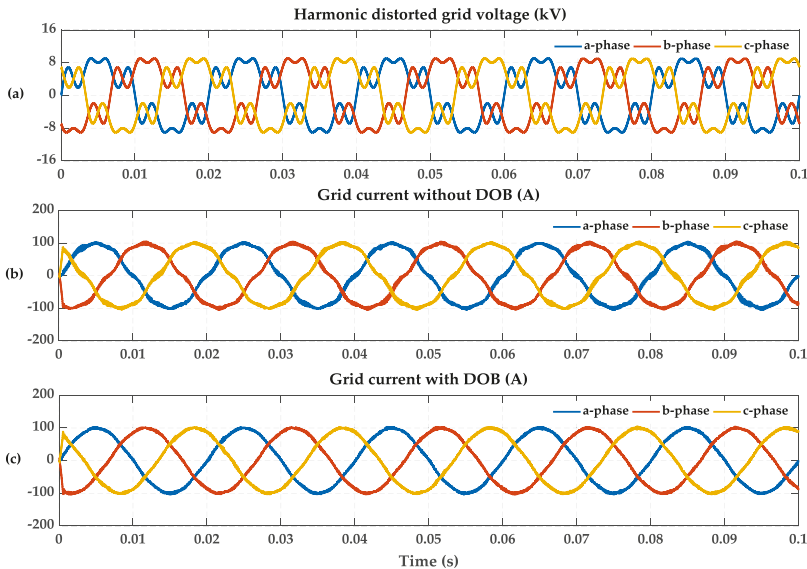 Harmonic distorted grid voltage (kV)
16
a-phase b-phase c-phase
8
(a)
0
-8
-16
0 0.01 0.02 0.03 0.04 0.05 0.06 0.07 0.08 0.09 0.1
Grid current without DOB (A)
200
a-phase b-phase c-phase
100
(b)
0
-100
-200
0 0.01 0.02 0.03 0.04 0.05 0.06 0.07 0.08 0.09 0.1
Grid current with DOB (A)
200
a-phase b-phase c-phase
100
(c)
0
-100
-200
0 0.01 0.02 0.03 0.04 0.05 0.06 0.07 0.08 0.09 0.1
Time (s)